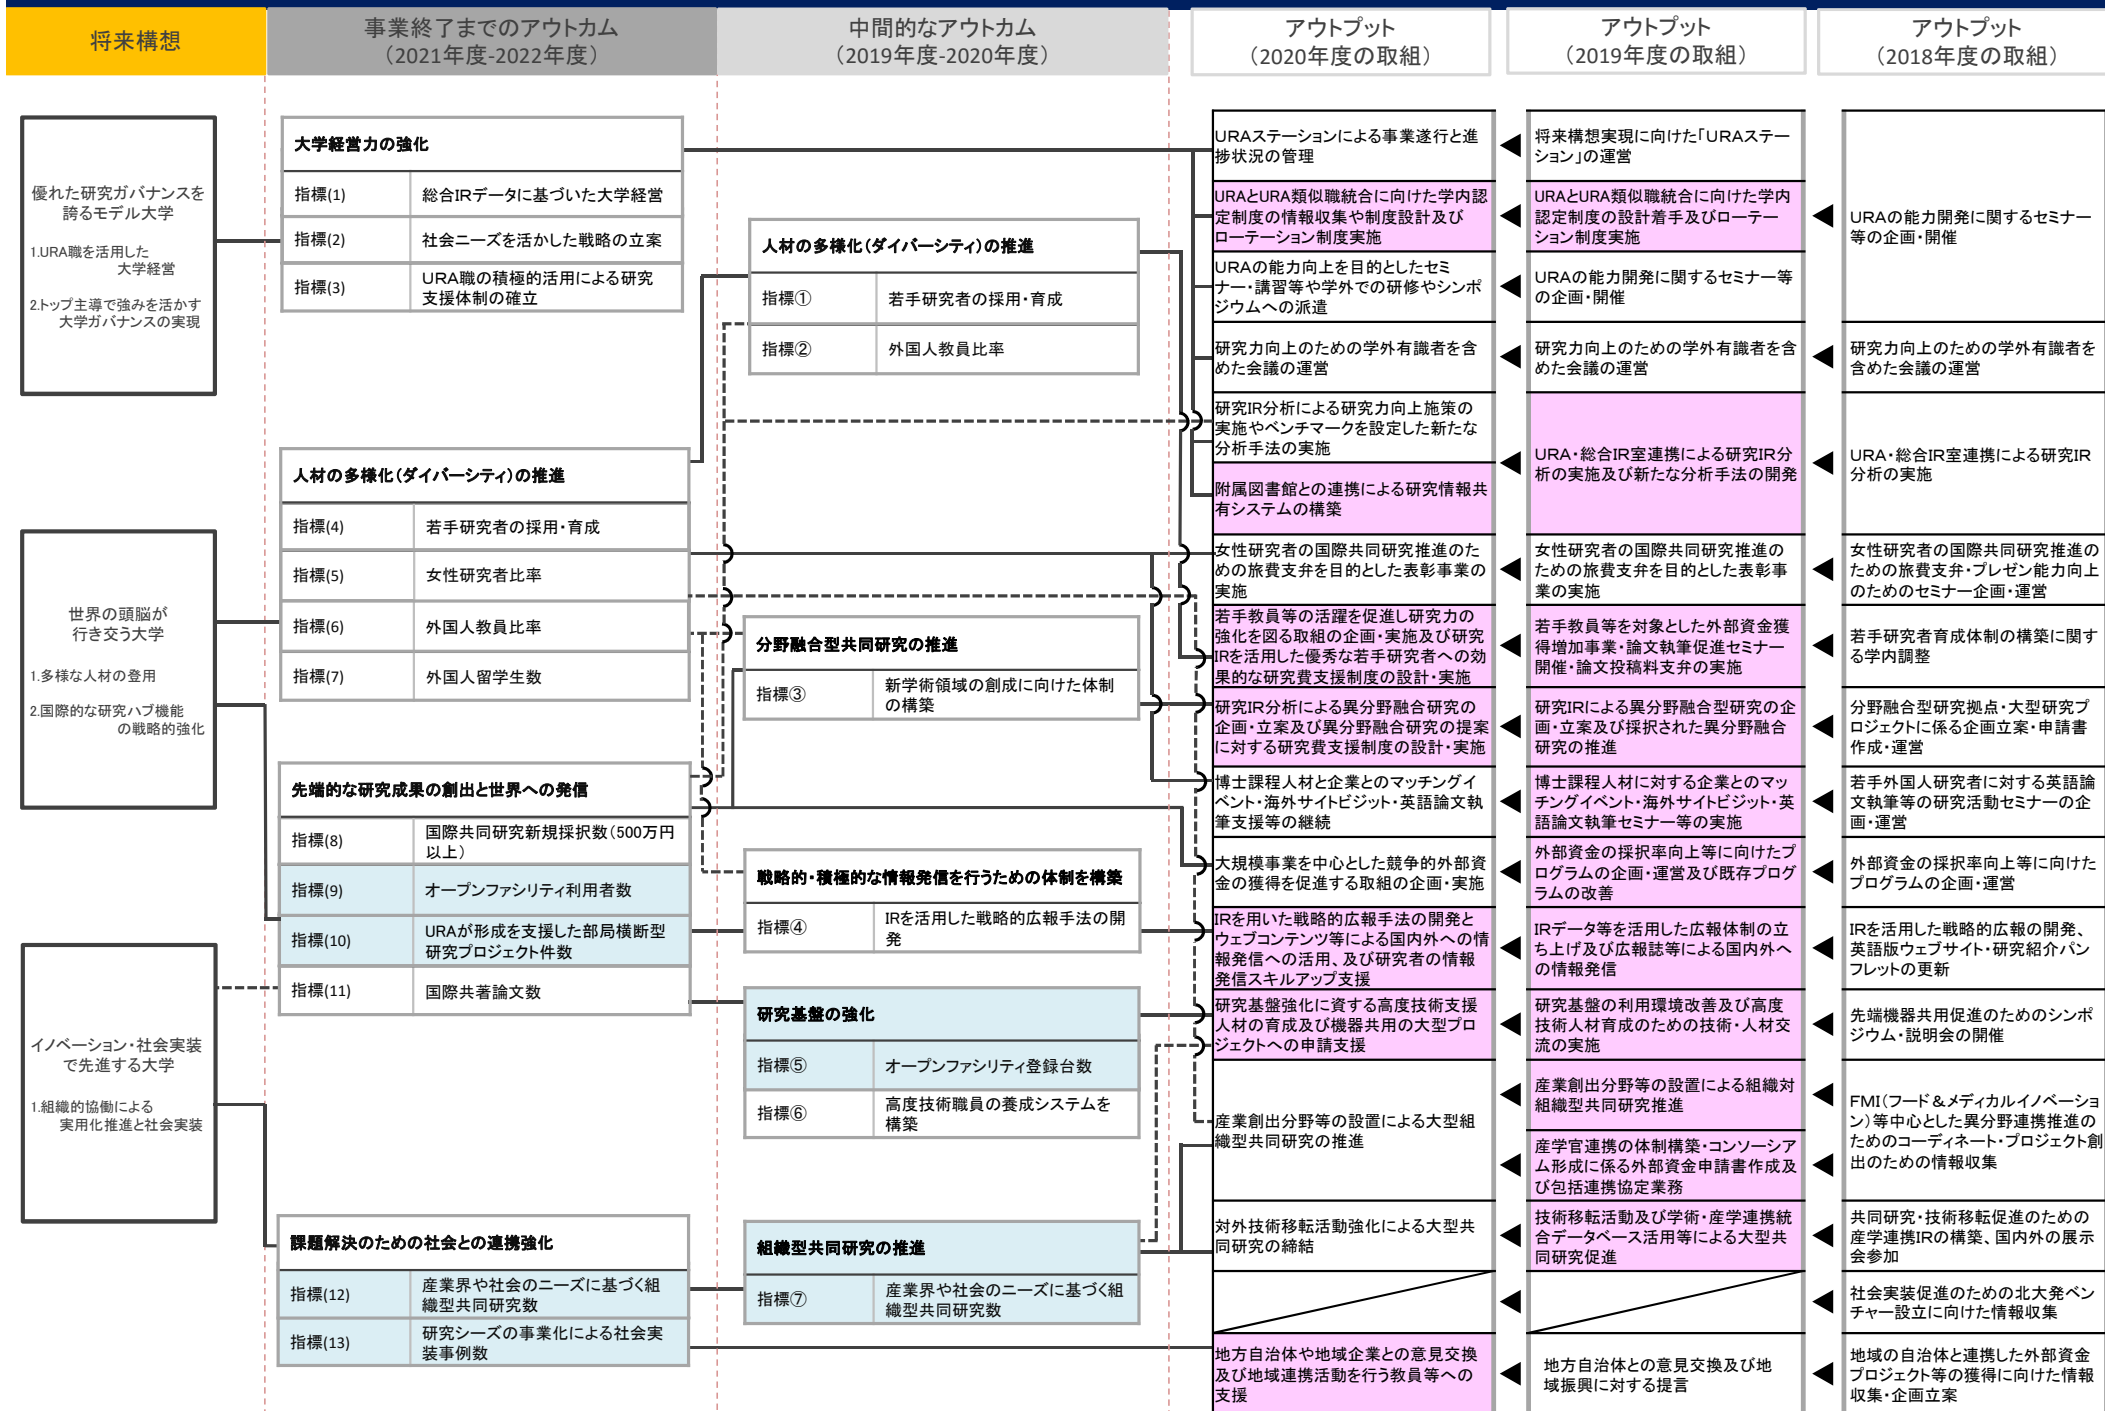 将来構想
事業終了までのアウトカム
（2021年度-2022年度）
中間的なアウトカム
（2019年度-2020年度）
アウトプット
（2020年度の取組）
アウトプット
（2019年度の取組）
アウトプット
（2018年度の取組）
優れた研究ガバナンスを
誇るモデル大学
1.URA職を活用した
大学経営
2.トップ主導で強みを活かす
大学ガバナンスの実現
世界の頭脳が
行き交う大学
1.多様な人材の登用
2.国際的な研究ハブ機能
の戦略的強化
イノベーション・社会実装
で先進する大学
1.組織的協働による
実用化推進と社会実装
大学経営力の強化
指標(1)
総合IRデータに基づいた大学経営
指標(2)
社会ニーズを活かした戦略の立案
指標(3)
URA職の積極的活用による研究
支援体制の確立
人材の多様化（ダイバーシティ）の推進
指標(4)
若手研究者の採用・育成
指標(5)
女性研究者比率
指標(6)
外国人教員比率
指標(7)
外国人留学生数
先端的な研究成果の創出と世界への発信
指標(8)
国際共同研究新規採択数（500万円
以上）
指標(9)
オープンファシリティ利用者数
指標(10)
URAが形成を支援した部局横断型
研究プロジェクト件数
指標(11)
国際共著論文数
課題解決のための社会との連携強化
指標(12)
産業界や社会のニーズに基づく組
織型共同研究数
指標(13)
研究シーズの事業化による社会実
装事例数
人材の多様化（ダイバーシティ）の推進
指標①
若手研究者の採用・育成
指標②
外国人教員比率
分野融合型共同研究の推進
指標③
新学術領域の創成に向けた体制
の構築
戦略的・積極的な情報発信を行うための体制を構築
指標④
IRを活用した戦略的広報手法の開
発
研究基盤の強化
指標⑤
オープンファシリティ登録台数
指標⑥
高度技術職員の養成システムを
構築
組織型共同研究の推進
指標⑦
産業界や社会のニーズに基づく組
織型共同研究数
URAステーションによる事業遂行と進
捗状況の管理
URAとURA類似職統合に向けた学内認
定制度の情報収集や制度設計及び
ローテーション制度実施
URAの能力向上を目的としたセミ
ナー・講習等や学外での研修やシンポ
ジウムへの派遣
研究力向上のための学外有識者を含
めた会議の運営
研究IR分析による研究力向上施策の
実施やベンチマークを設定した新たな
分析手法の実施
附属図書館との連携による研究情報共
有システムの構築
女性研究者の国際共同研究推進のた
めの旅費支弁を目的とした表彰事業の
実施
若手教員等の活躍を促進し研究力の
強化を図る取組の企画・実施及び研究
IRを活用した優秀な若手研究者への効
果的な研究費支援制度の設計・実施
研究IR分析による異分野融合研究の
企画・立案及び異分野融合研究の提案
に対する研究費支援制度の設計・実施
博士課程人材と企業とのマッチングイ
ベント・海外サイトビジット・英語論文執
筆支援等の継続
大規模事業を中心とした競争的外部資
金の獲得を促進する取組の企画・実施
IRを用いた戦略的広報手法の開発と
ウェブコンテンツ等による国内外への情
報発信への活用、及び研究者の情報
発信スキルアップ支援
研究基盤強化に資する高度技術支援
人材の育成及び機器共用の大型プロ
ジェクトへの申請支援
産業創出分野等の設置による大型組
織型共同研究の推進
対外技術移転活動強化による大型共
同研究の締結
地方自治体や地域企業との意見交換
及び地域連携活動を行う教員等への
支援
将来構想実現に向けた「URAステー
ション」の運営
URAとURA類似職統合に向けた学内
認定制度の設計着手及びローテー
ション制度実施
URAの能力開発に関するセミナー等
の企画・開催
研究力向上のための学外有識者を含
めた会議の運営
URA・総合IR室連携による研究IR分
析の実施及び新たな分析手法の開発
女性研究者の国際共同研究推進の
ための旅費支弁を目的とした表彰事
業の実施
若手教員等を対象とした外部資金獲
得増加事業・論文執筆促進セミナー
開催・論文投稿料支弁の実施
研究IRによる異分野融合型研究の企
画・立案及び採択された異分野融合
研究の推進
博士課程人材に対する企業とのマッ
チングイベント・海外サイトビジット・英
語論文執筆セミナー等の実施
外部資金の採択率向上等に向けたプ
ログラムの企画・運営及び既存プログ
ラムの改善
IRデータ等を活用した広報体制の立
ち上げ及び広報誌等による国内外へ
の情報発信
研究基盤の利用環境改善及び高度
技術人材育成のための技術・人材交
流の実施
産業創出分野等の設置による組織対
組織型共同研究推進
産学官連携の体制構築・コンソーシア
ム形成に係る外部資金申請書作成及
び包括連携協定業務
技術移転活動及び学術・産学連携統
合データベース活用等による大型共
同研究促進
地方自治体との意見交換及び地
域振興に対する提言
URAの能力開発に関するセミナー
等の企画・開催
研究力向上のための学外有識者を
含めた会議の運営
URA・総合IR室連携による研究IR
分析の実施
女性研究者の国際共同研究推進の
ための旅費支弁・プレゼン能力向上
のためのセミナー企画・運営
若手研究者育成体制の構築に関す
る学内調整
分野融合型研究拠点・大型研究プ
ロジェクトに係る企画立案・申請書
作成・運営
若手外国人研究者に対する英語論
文執筆等の研究活動セミナーの企
画・運営
外部資金の採択率向上等に向けた
プログラムの企画・運営
IRを活用した戦略的広報の開発、
英語版ウェブサイト・研究紹介パン
フレットの更新
先端機器共用促進のためのシンポ
ジウム・説明会の開催
FMI（フード＆メディカルイノベーショ
ン）等中心とした異分野連携推進の
ためのコーディネート・プロジェクト創
出のための情報収集
共同研究・技術移転促進のための
産学連携IRの構築、国内外の展示
会参加
社会実装促進のための北大発ベン
チャー設立に向けた情報収集
地域の自治体と連携した外部資金
プロジェクト等の獲得に向けた情報
収集・企画立案